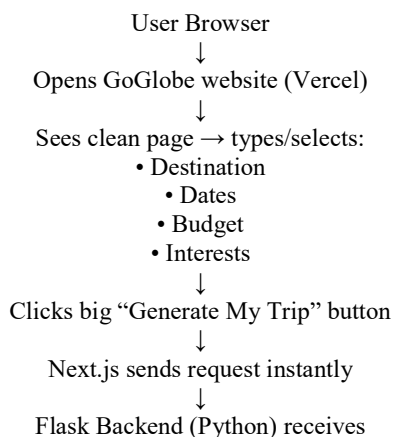 User Browser
↓
Opens GoGlobe website (Vercel)
↓
Sees clean page → types/selects:
• Destination
• Dates
• Budget
• Interests
↓
Clicks big “Generate My Trip” button
↓
Next.js sends request instantly
↓
Flask Backend (Python) receives